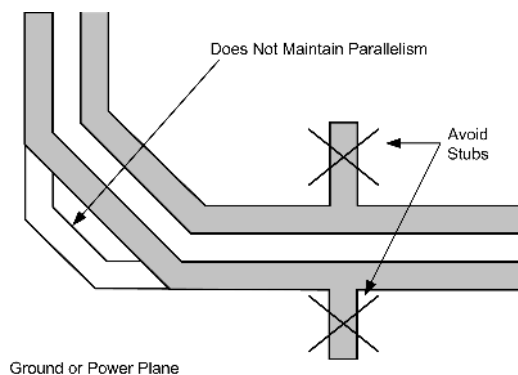 Does Not Maintain Parallelism
Avoid
Stubs
Ground or Power Plane